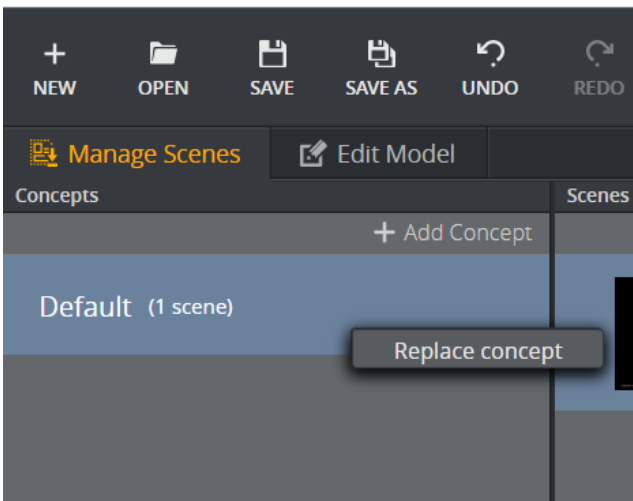 NEW OPEN SAVE SAVE AS UNDO REDO
Manage Scenes Edit Model
Concepts Scenes
+ Add Concept
Default (1 scene)
Replace concept